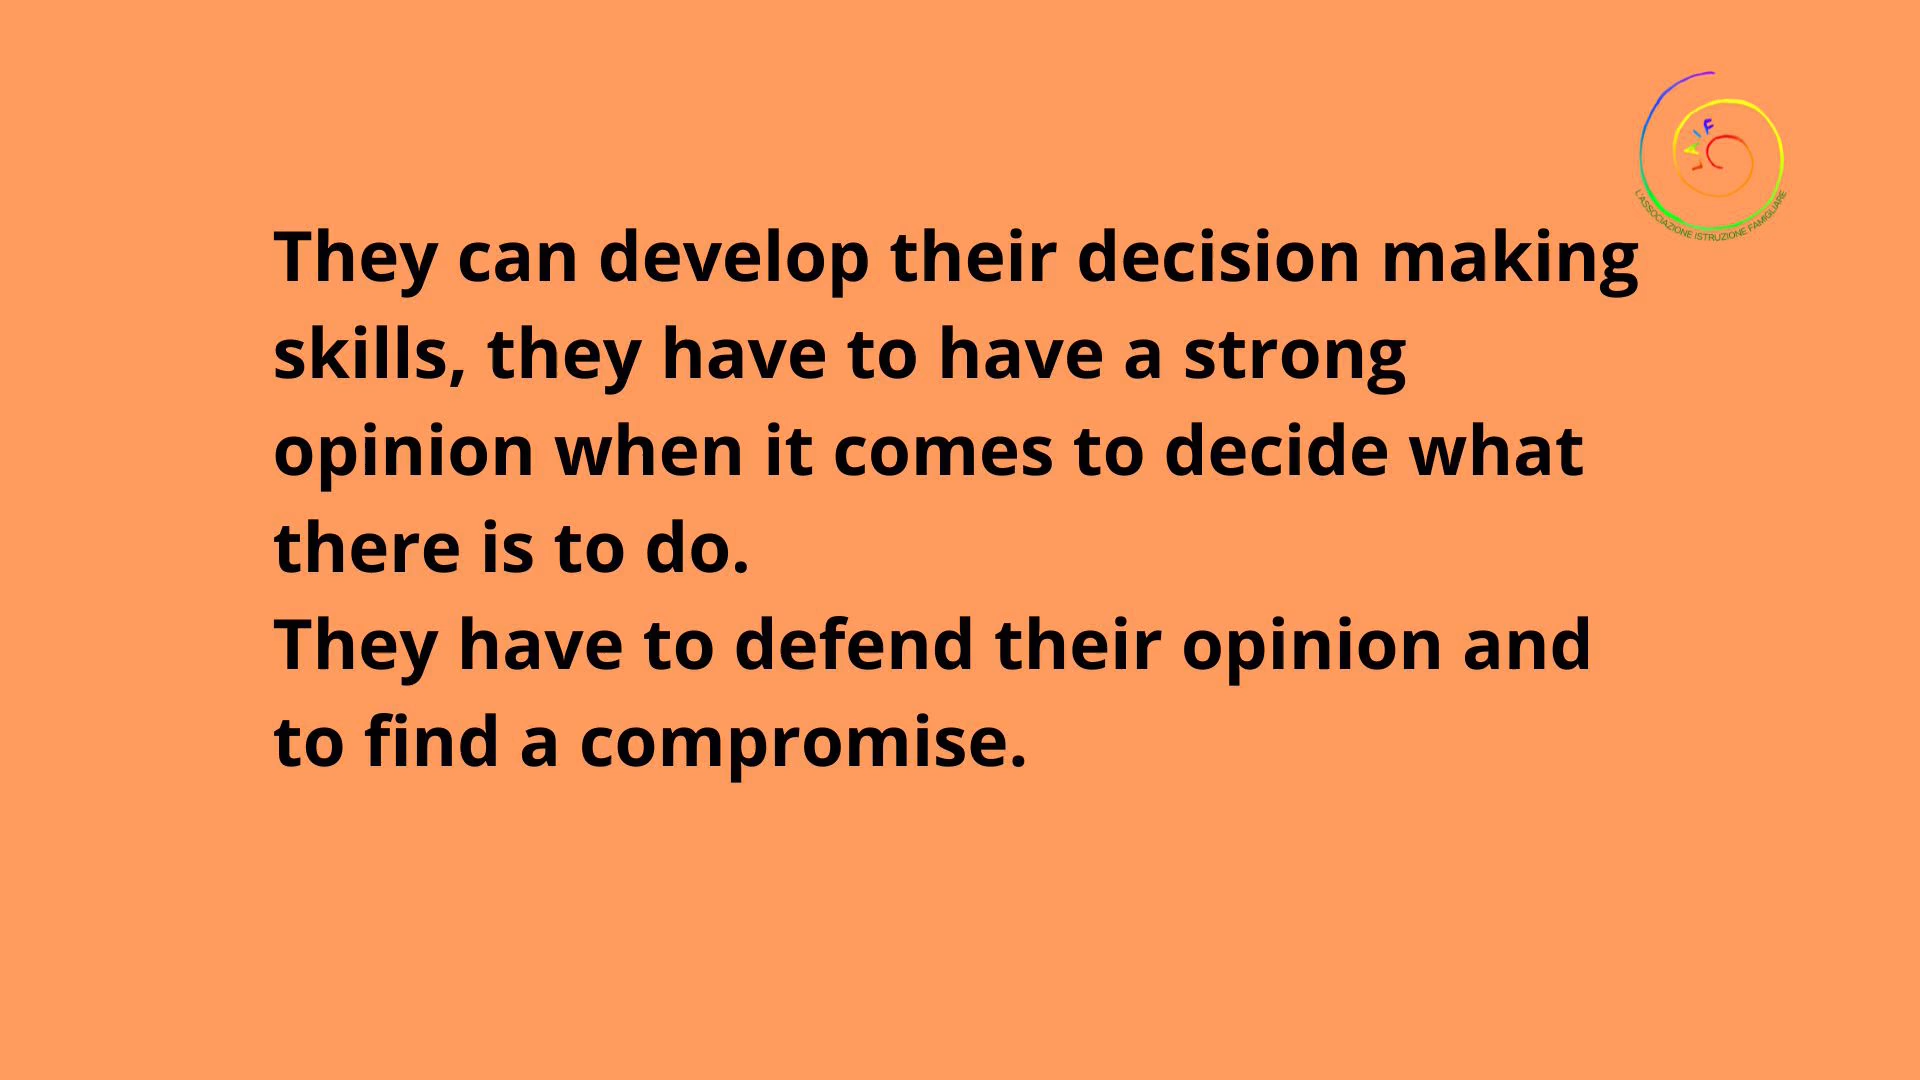 L A I F
L'ASSOCIAZIONE ISTRUZIONE FAMIGLIARE
They can develop their decision making
skills, they have to have a strong
opinion when it comes to decide what
there is to do.
They have to defend their opinion and
to find a compromise.